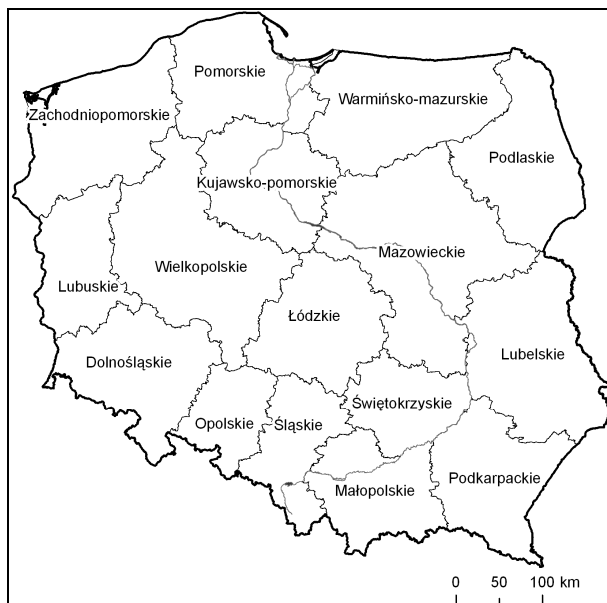 Pomorskie
Warmińsko-mazurskie
Zachodniopomorskie
Podlaskie
Kujawsko-pomorskie
Mazowieckie
Wielkopolskie
Lubuskie
Łódzkie
Lubelskie
Dolnośląskie
Świętokrzyskie
Opolskie
Śląskie
Podkarpackie
Małopolskie
0 50 100 km